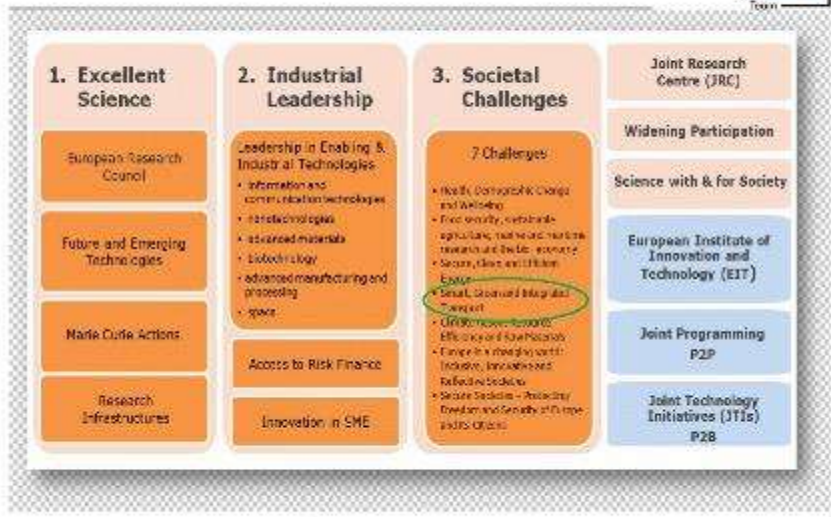 Team
1. Excellent
Science
European Research
Council
Future and Emerging
Technologies
Marie Curie Actions
Research
Infrastructures
2. Industrial
Leadership
Leadership in Enabling &
Industrial Technologies
• information and
communication technologies
• nanotechnologies
• advanced materials
• biotechnology
• advanced manufacturing and
processing
• space
Access to Risk Finance
Innovation in SME
3. Societal
Challenges
7 Challenges
• Health, Demographic Change
and Wellbeing
• Food security, sustainable
agriculture, marine and maritime
research and the bio-economy
• Secure, Clean and Efficient
Energy
• Smart, Green and Integrated
Transport
• Climate Action, Resource
Efficiency and Raw Materials
• Europe in a changing world:
Inclusive, Innovative and
Reflective Societies
• Secure Societies – Protecting
Freedom and Security of Europe
and its Citizens
Joint Research
Centre (JRC)
Widening Participation
Science with & for Society
European Institute of
Innovation and
Technology (EIT)
Joint Programming
P2P
Joint Technology
Initiatives (JTIs)
P2B